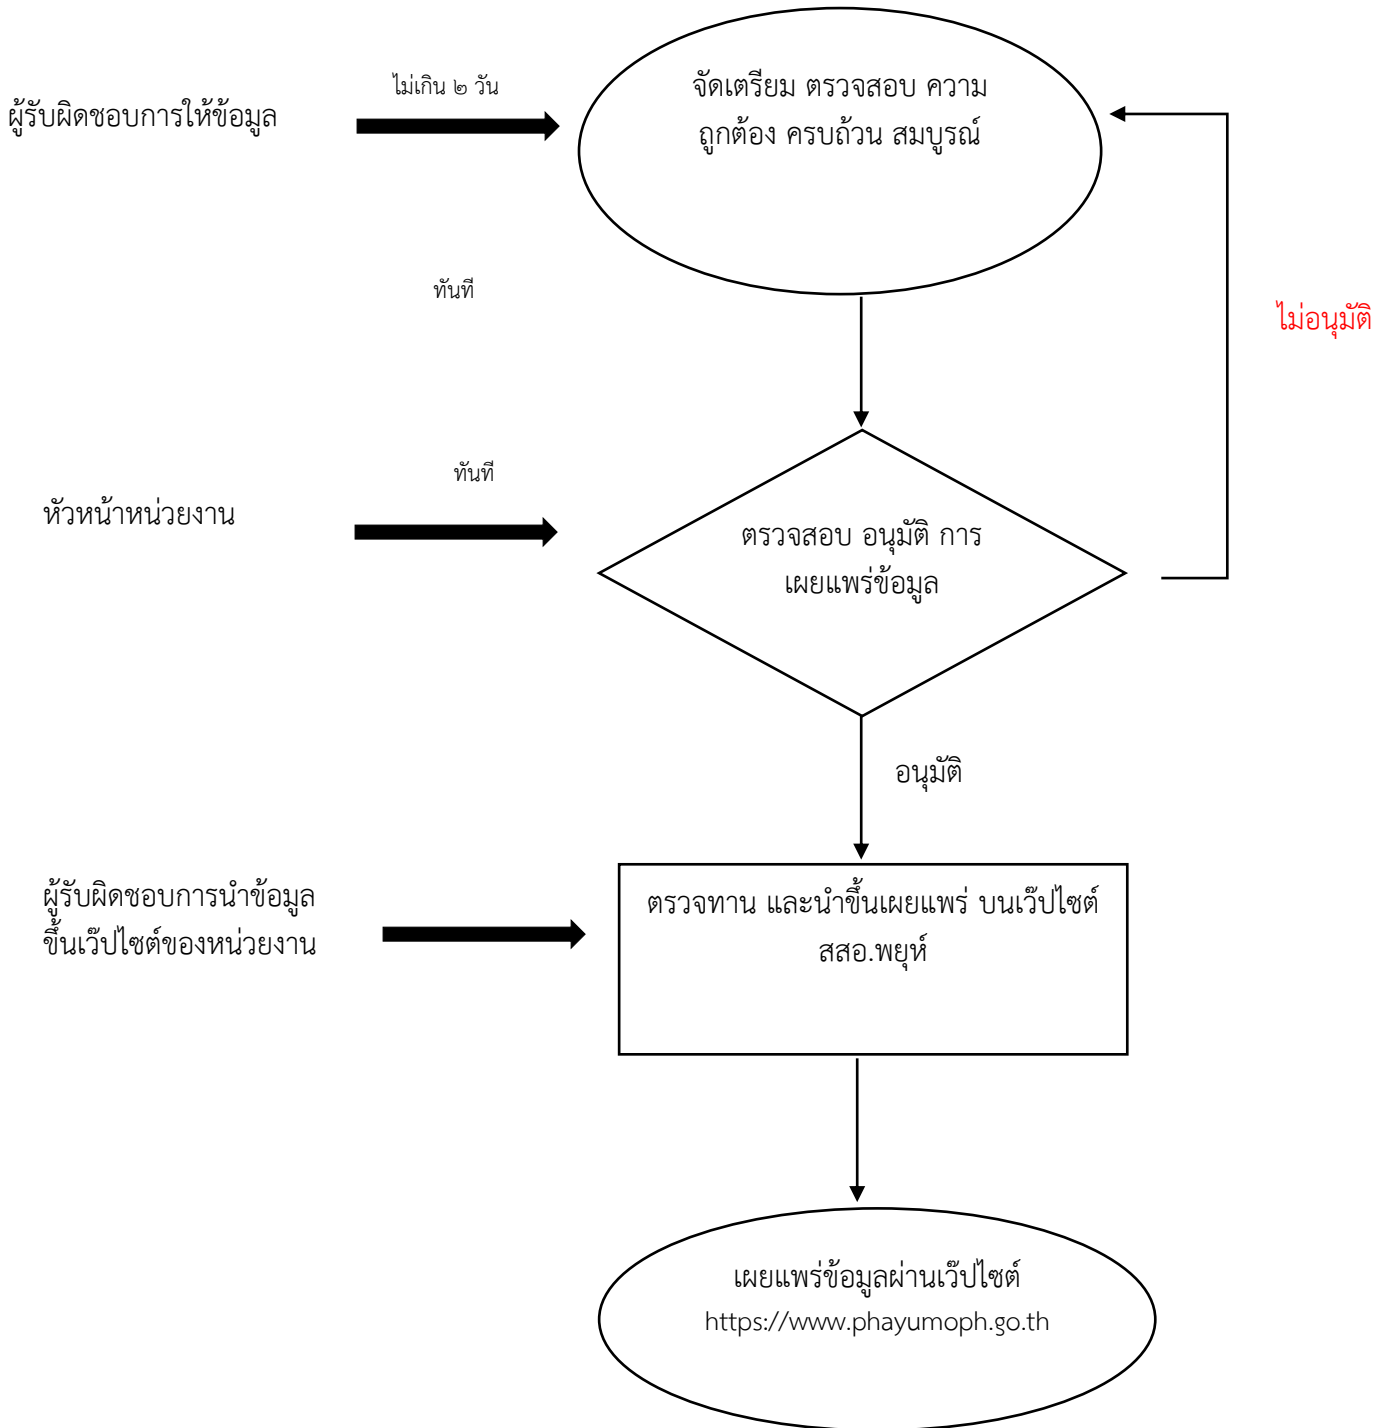 ไม่เกิน ๒ วัน
ผู้รับผิดชอบการให้ข้อมูล
จัดเตรียม ตรวจสอบ ความ
ถูกต้อง ครบถ้วน สมบูรณ์
ทันที
ไม่อนุมัติ
ทันที
หัวหน้าหน่วยงาน
ตรวจสอบ อนุมัติ การ
เผยแพร่ข้อมูล
อนุมัติ
ผู้รับผิดชอบการนำข้อมูล
ขึ้นเว๊ปไซต์ของหน่วยงาน
ตรวจทาน และนำขึ้นเผยแพร่ บนเว๊ปไซต์
สสอ.พยุห์
เผยแพร่ข้อมูลผ่านเว๊ปไซต์
https://www.phayumoph.go.th